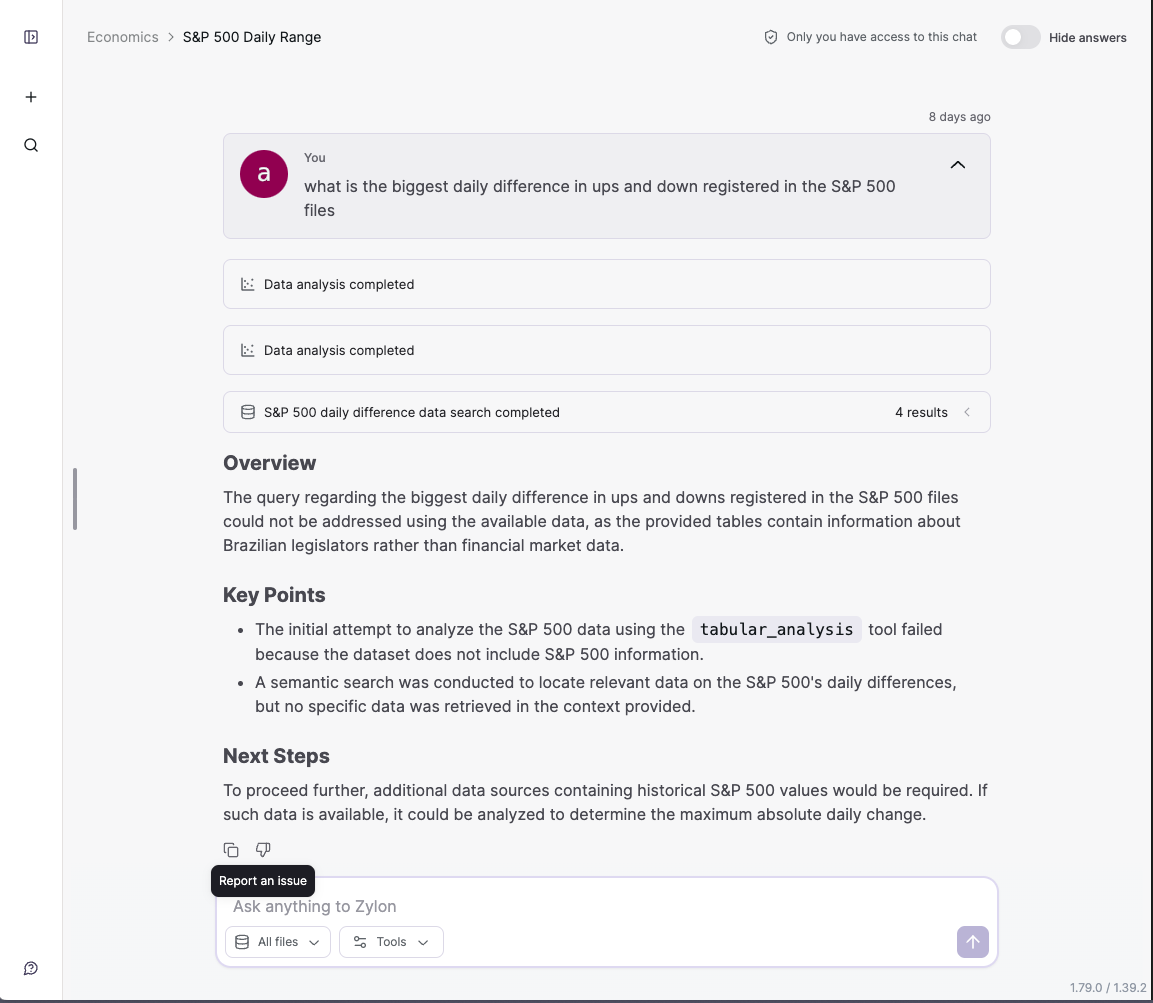 Economics > S&P 500 Daily Range
Only you have access to this chat
Hide answers
8 days ago
a
You
what is the biggest daily difference in ups and down registered in the S&P 500
files
Data analysis completed
Data analysis completed
S&P 500 daily difference data search completed
4 results
Overview
The query regarding the biggest daily difference in ups and downs registered in the S&P 500 files
could not be addressed using the available data, as the provided tables contain information about
Brazilian legislators rather than financial market data.
Key Points
• The initial attempt to analyze the S&P 500 data using the tabular_analysis tool failed
because the dataset does not include S&P 500 information.
• A semantic search was conducted to locate relevant data on the S&P 500's daily differences,
but no specific data was retrieved in the context provided.
Next Steps
To proceed further, additional data sources containing historical S&P 500 values would be required. If
such data is available, it could be analyzed to determine the maximum absolute daily change.
Report an issue
Ask anything to Zylon
All files
Tools
1.79.0 / 1.39.2